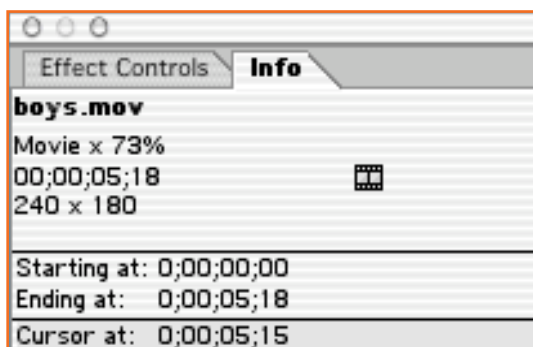 Effect Controls Info
boys.mov
Movie x 73%
00;00;05;18
240 x 180
Starting at: 0;00;00;00
Ending at: 0;00;05;18
Cursor at: 0;00;05;15